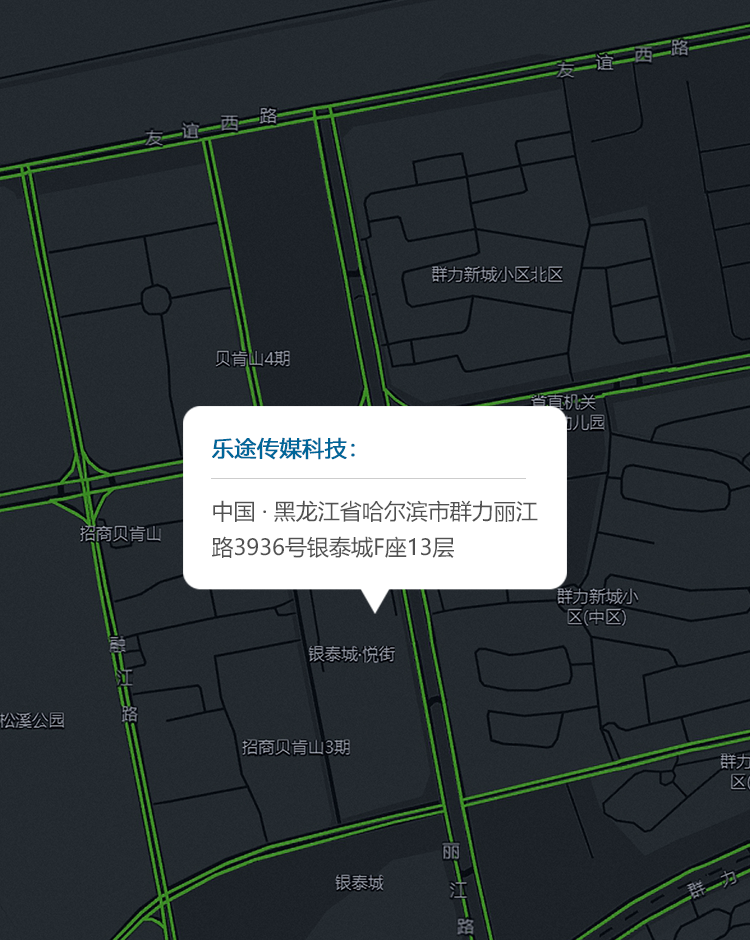 友谊西路
友谊西路
群力新城小区北区
贝肯山4期
省直机关
儿园
乐途传媒科技：
中国 · 黑龙江省哈尔滨市群力丽江
路3936号银泰城F座13层
招商贝肯山
群力新城小
区(中区)
融江路
银泰城·悦街
松溪公园
招商贝肯山3期
群力
区(
丽江路
银泰城
群力